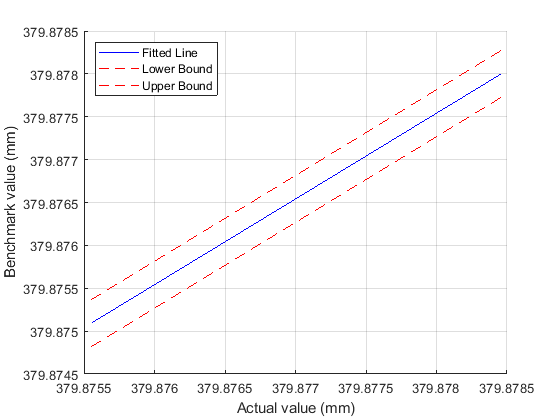 379.8785
379.878
379.8775
379.877
379.8765
379.876
379.8755
379.875
379.8745
Benchmark value (mm)
Fitted Line
Lower Bound
Upper Bound
379.8755 379.876 379.8765 379.877 379.8775 379.878 379.8785
Actual value (mm)